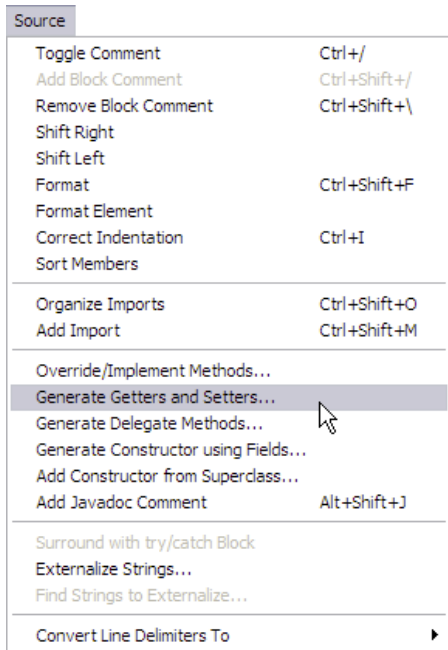 Source
Toggle Comment Ctrl+/
Add Block Comment Ctrl+Shift+/
Remove Block Comment Ctrl+Shift+\
Shift Right
Shift Left
Format Ctrl+Shift+F
Format Element
Correct Indentation Ctrl+I
Sort Members
Organize Imports Ctrl+Shift+O
Add Import Ctrl+Shift+M
Override/Implement Methods...
Generate Getters and Setters...
Generate Delegate Methods...
Generate Constructor using Fields...
Add Constructor from Superclass...
Add Javadoc Comment Alt+Shift+J
Surround with try/catch Block
Externalize Strings...
Find Strings to Externalize...
Convert Line Delimiters To